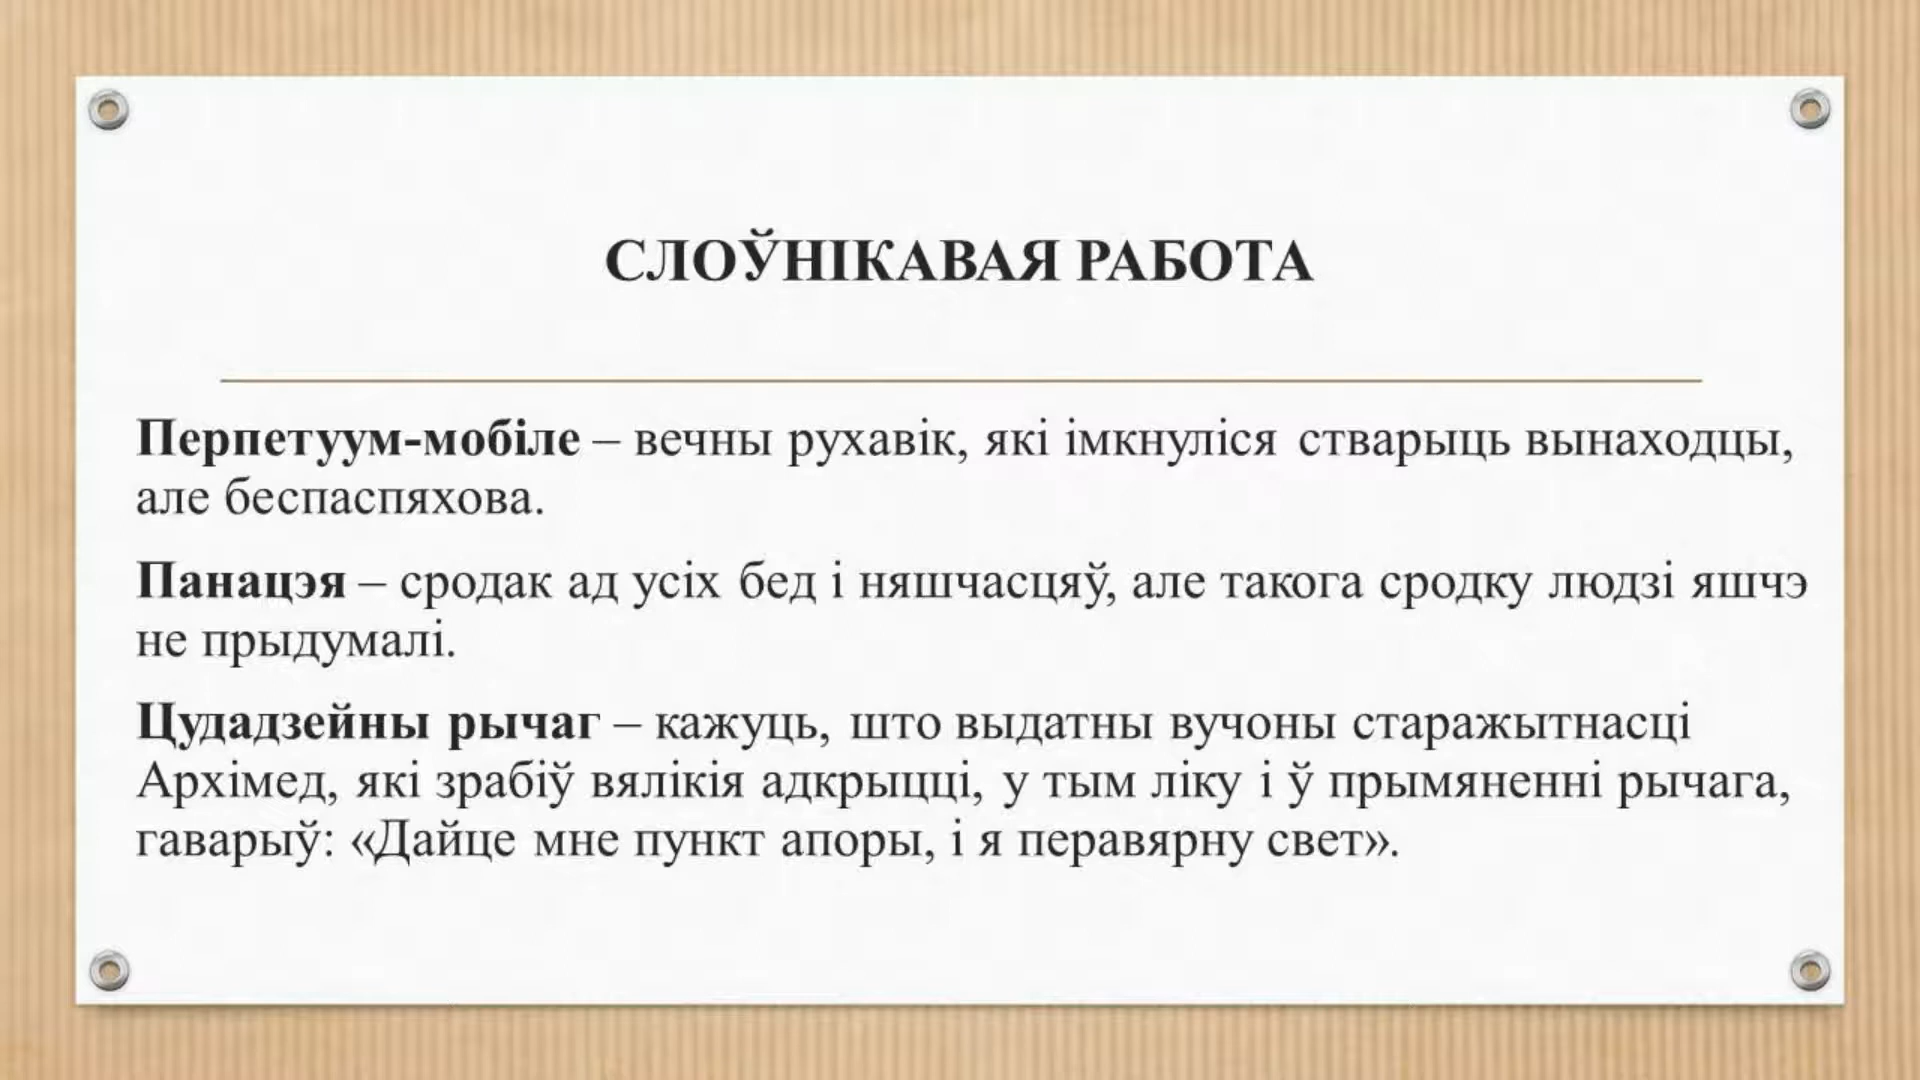 СЛОЎНІКАВАЯ РАБОТА
Перпетуум-мобіле – вечны рухавік, які імкнуліся стварыць вынаходцы,
але беспаспяхова.
Панацэя – сродак ад усіх бед і няшчасцяў, але такога сродку людзі яшчэ
не прыдумалі.
Цудадзейны рычаг – кажуць, што выдатны вучоны старажытнасці
Архімед, які зрабіў вялікія адкрыцці, у тым ліку і ў прымяненні рычага,
гаварыў: «Дайце мне пункт апоры, і я перавярну свет».